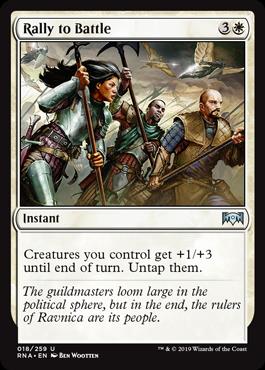 Rally to Battle 3
Instant
Creatures you control get +1/+3
until end of turn. Untap them.
The guildmasters loom large in the
political sphere, but in the end, the rulers
of Ravnica are its people.
018/259 U
RNA • EN Ben Wootten
™ & © 2019 Wizards of the Coast